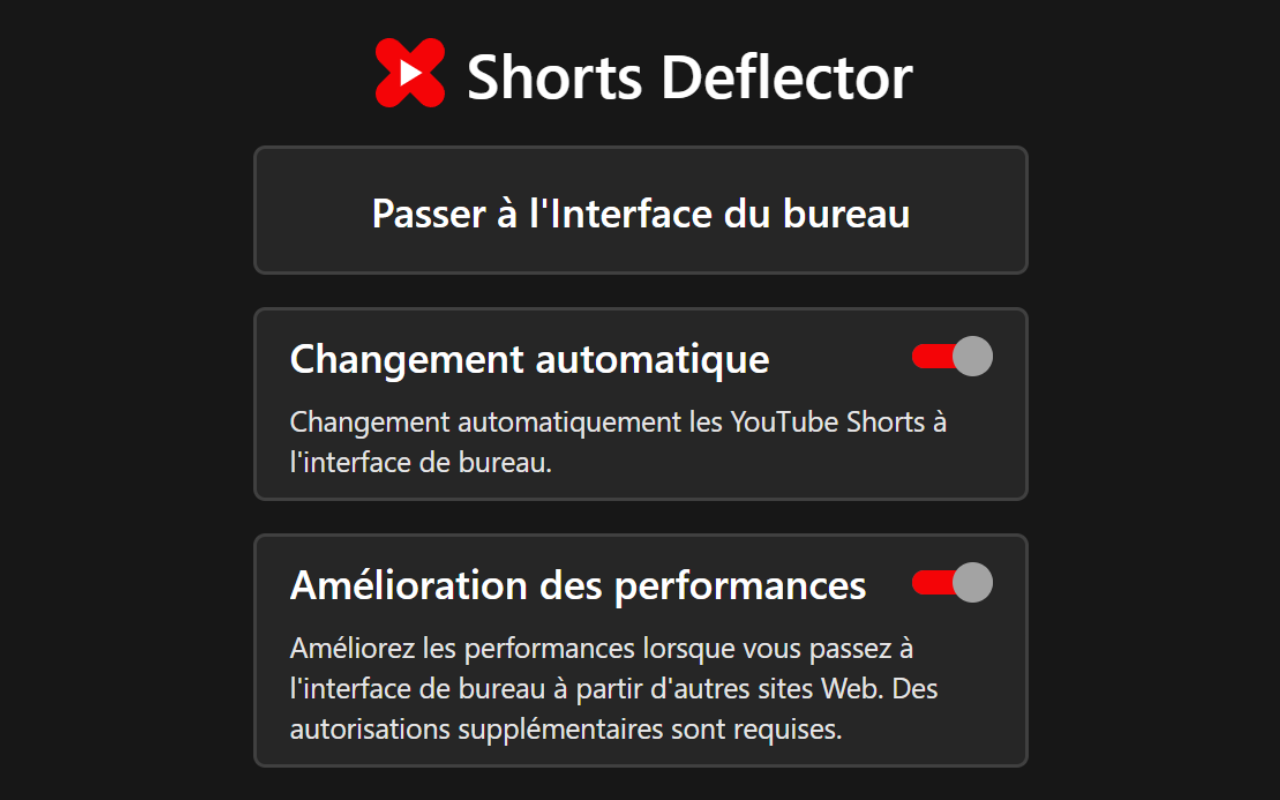 Shorts Deflector
Passer à l'Interface du bureau
Changement automatique
Changement automatiquement les YouTube Shorts à
l'interface de bureau.
Amélioration des performances
Améliorez les performances lorsque vous passez à
l'interface de bureau à partir d'autres sites Web. Des
autorisations supplémentaires sont requises.